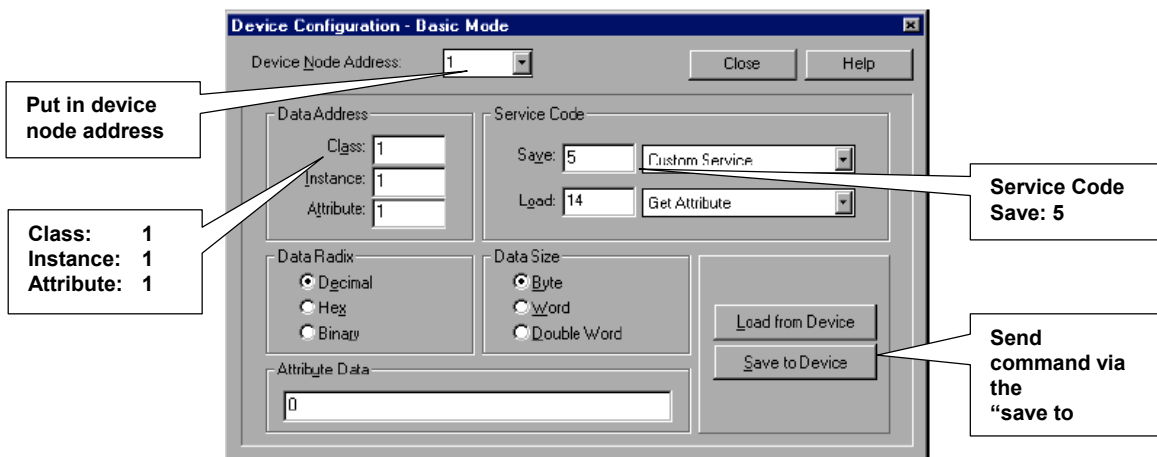 Device Configuration - Basic Mode
Device Node Address: 1
Close Help
Put in device
node address
Data Address
Class: 1
Instance: 1
Attribute: 1
Service Code
Save: 5 Custom Service
Load: 14 Get Attribute
Service Code
Save: 5
Class: 1
Instance: 1
Attribute: 1
Data Radix
Decimal
Hex
Binary
Data Size
Byte
Word
Double Word
Load from Device
Save to Device
Send
command via
the
“save to
Attribute Data
0